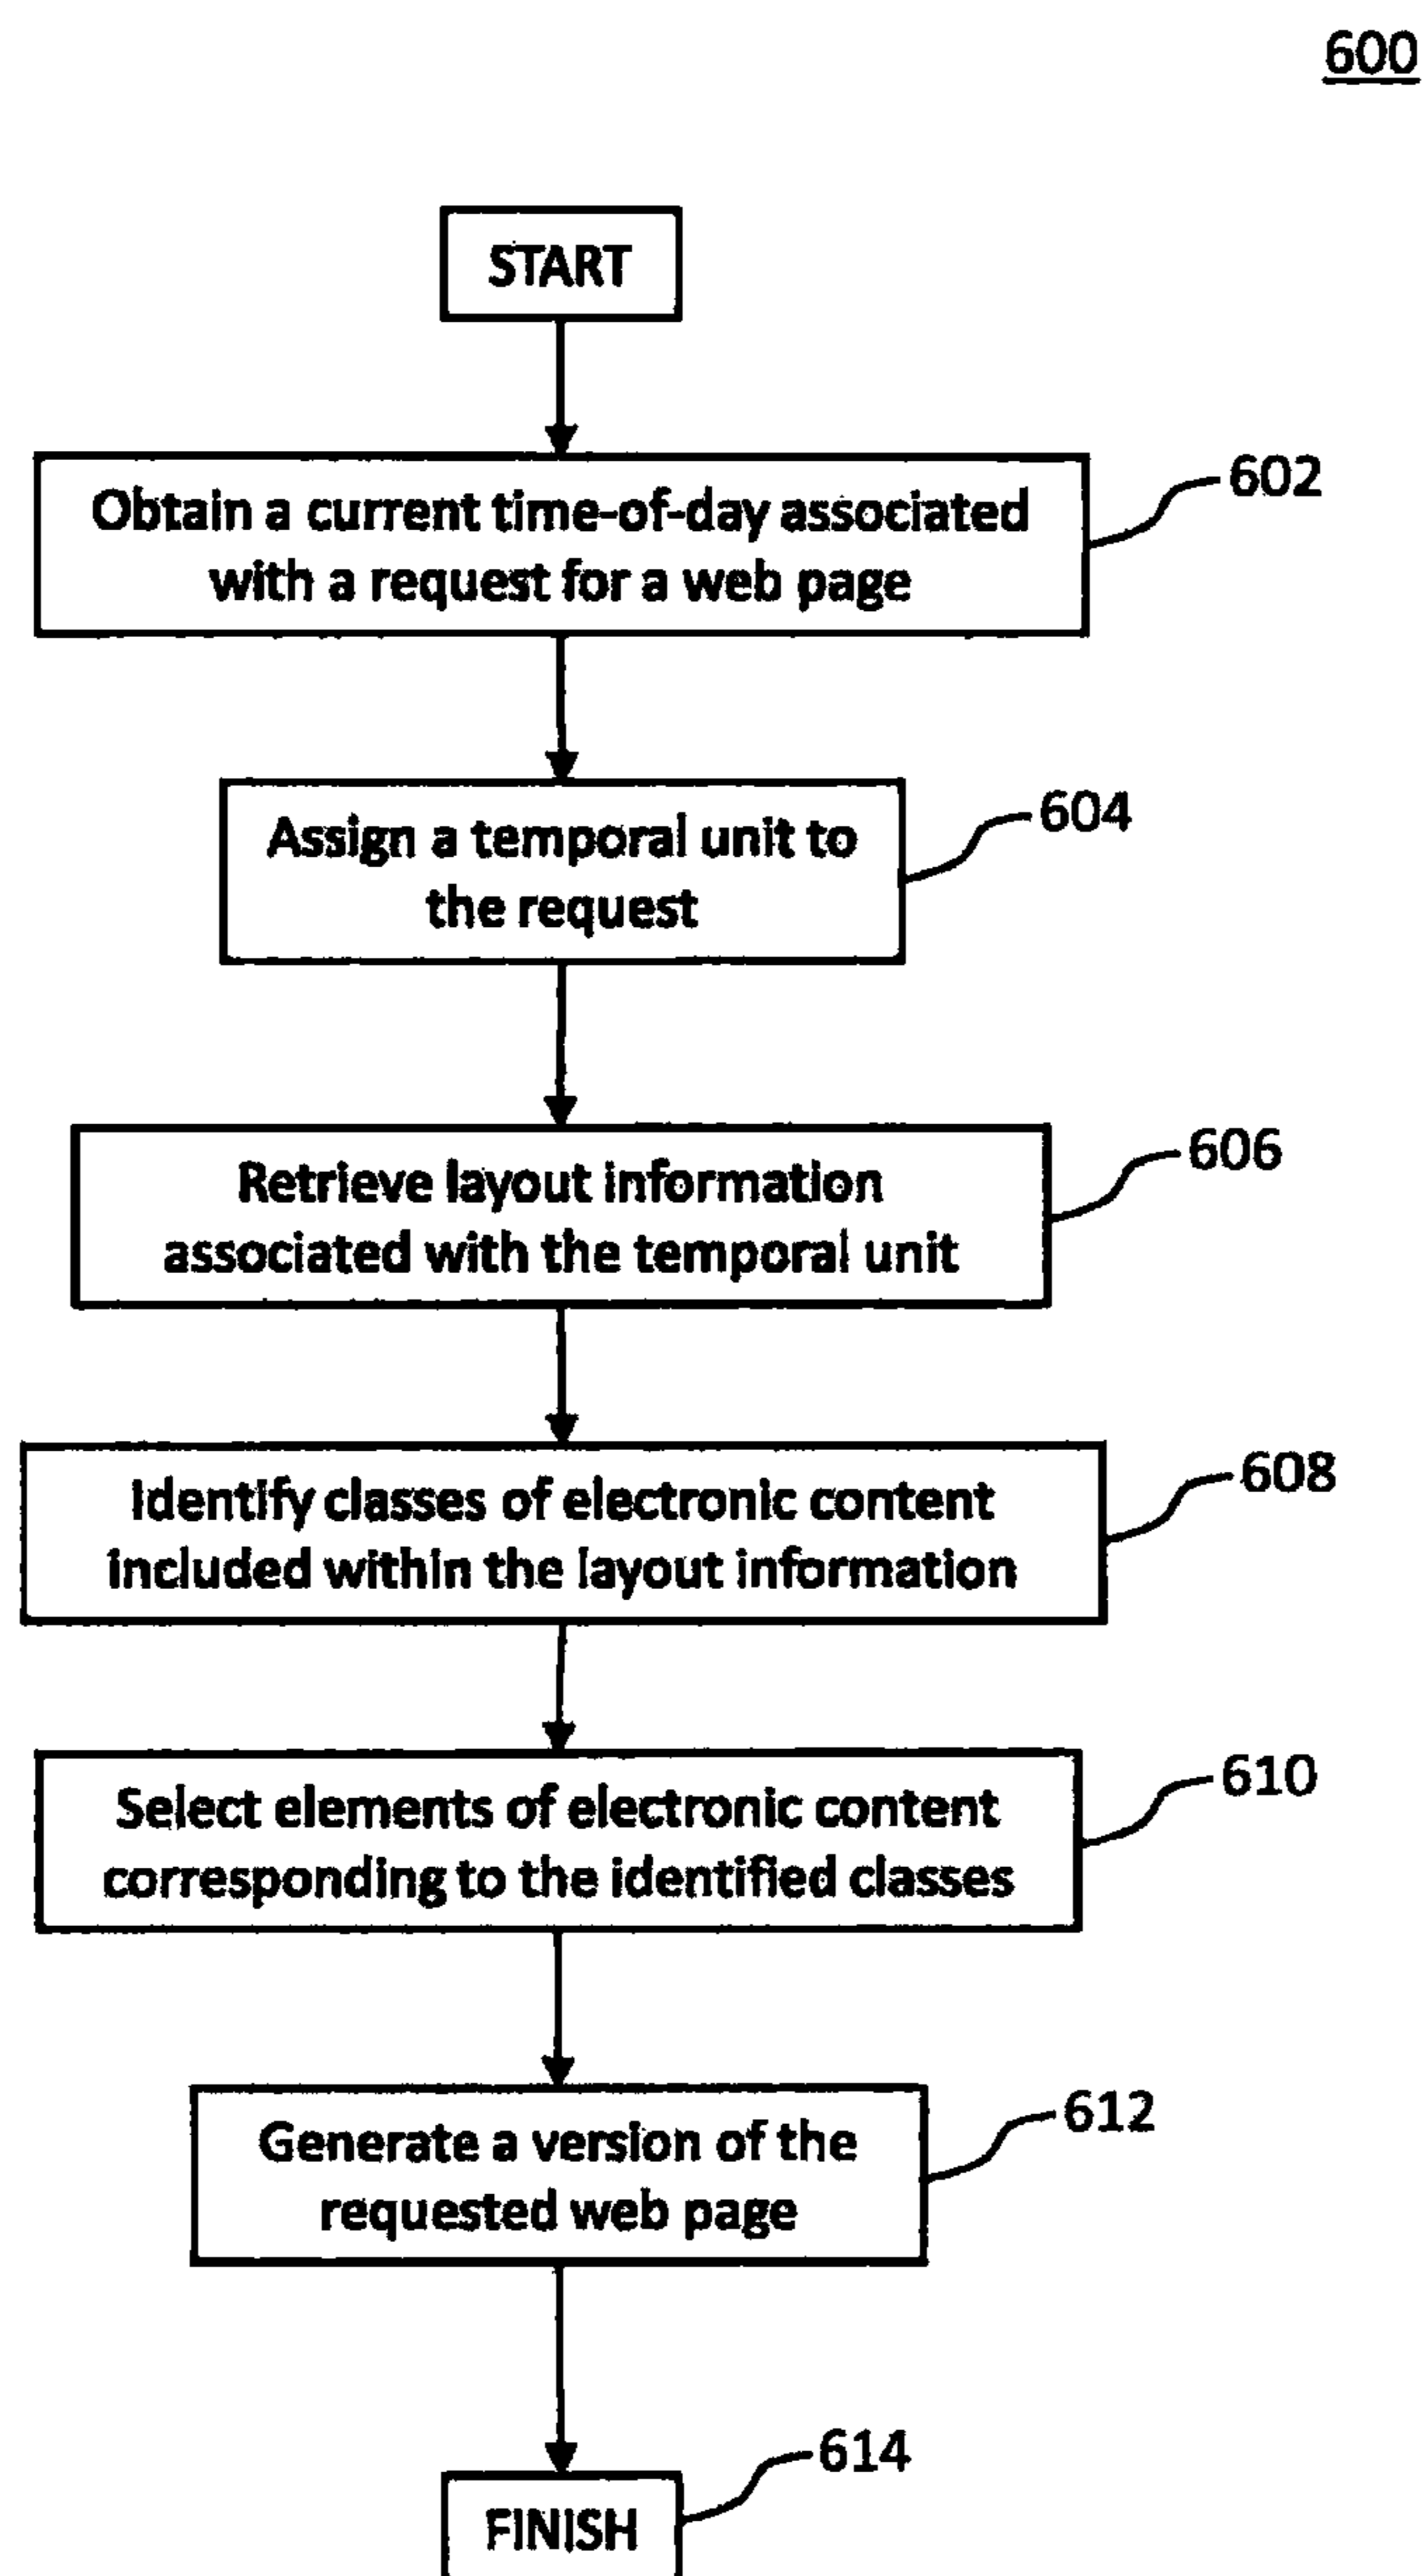 600
START
Obtain a current time-of-day associated
with a request for a web page
602
Assign a temporal unit to
the request
604
Retrieve layout information
associated with the temporal unit
606
Identify classes of electronic content
included within the layout information
608
Select elements of electronic content
corresponding to the identified classes
610
Generate a version of the
requested web page
612
FINISH
614